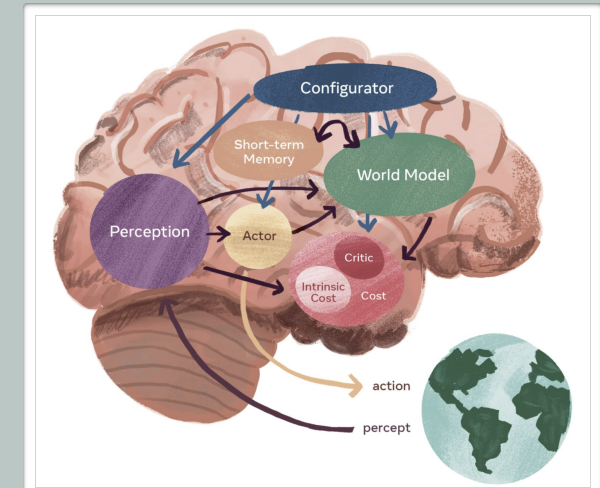 Configurator
Short-term
Memory
World Model
Perception
Actor
Critic
Intrinsic
Cost
Cost
action
percept